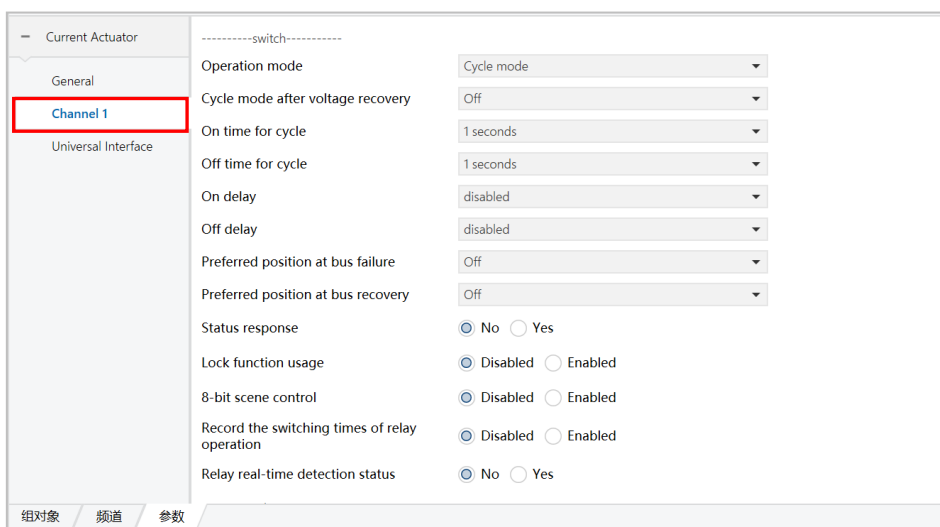 Current Actuator
General
Channel 1
Universal Interface
----------switch-----------
Operation mode Cycle mode
Cycle mode after voltage recovery Off
On time for cycle 1 seconds
Off time for cycle 1 seconds
On delay disabled
Off delay disabled
Preferred position at bus failure Off
Preferred position at bus recovery Off
Status response No Yes
Lock function usage Disabled Enabled
8-bit scene control Disabled Enabled
Record the switching times of relay
operation Disabled Enabled
Relay real-time detection status No Yes
组对象 频道 参数